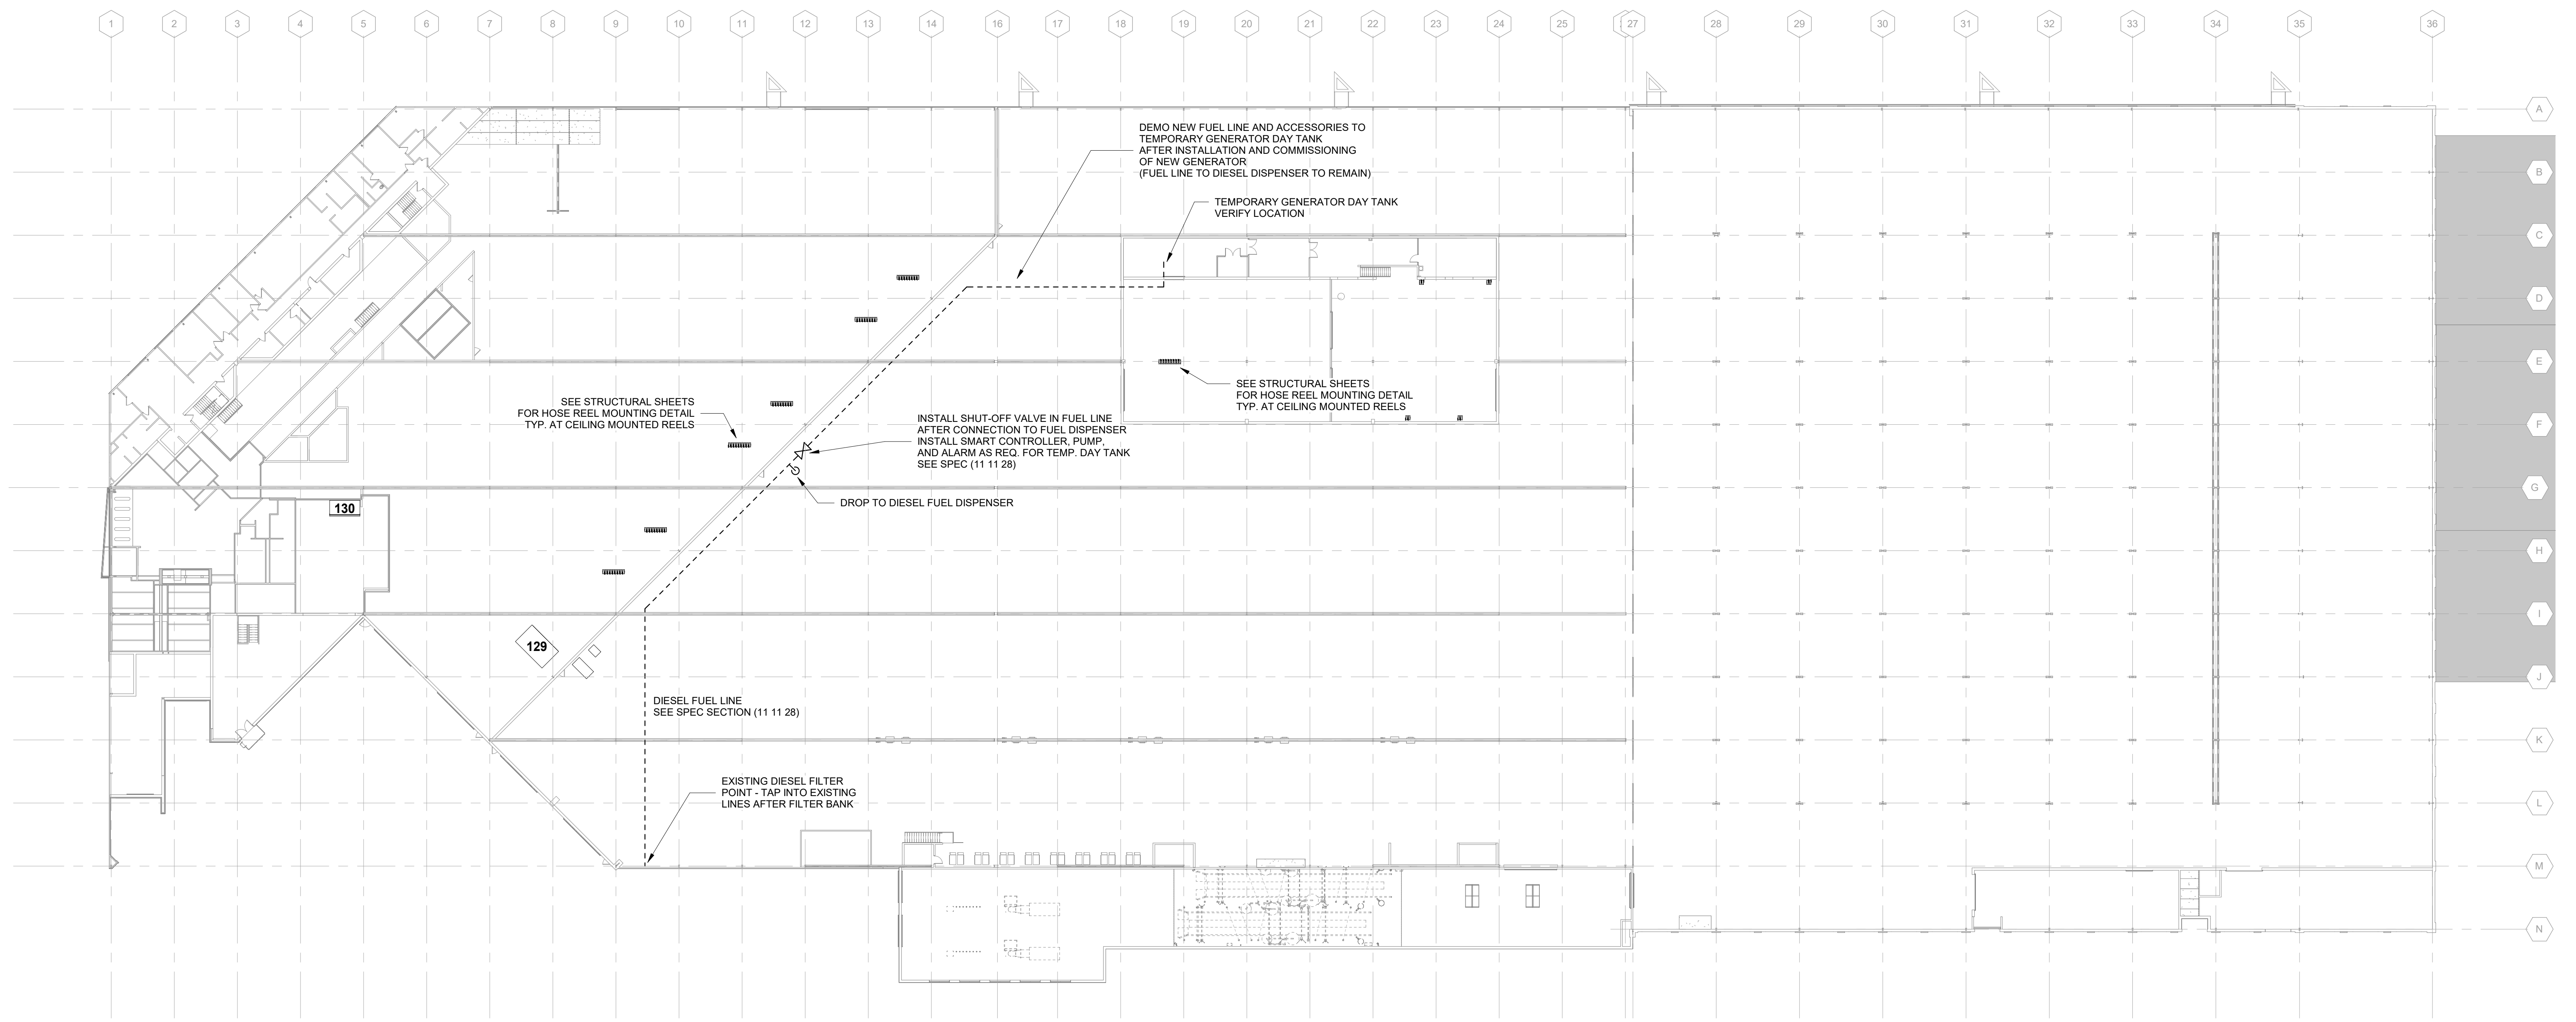 1
2
3
4
5
6
7
8
9
10
11
12
13
14
16
17
18
19
20
21
22
23
24
25
27
28
29
30
31
32
33
34
35
36
A
B
C
D
E
F
G
H
I
J
K
L
M
N
DEMO NEW FUEL LINE AND ACCESSORIES TO
TEMPORARY GENERATOR DAY TANK
AFTER INSTALLATION AND COMMISSIONING
OF NEW GENERATOR
(FUEL LINE TO DIESEL DISPENSER TO REMAIN)
TEMPORARY GENERATOR DAY TANK
VERIFY LOCATION
SEE STRUCTURAL SHEETS
FOR HOSE REEL MOUNTING DETAIL
TYP. AT CEILING MOUNTED REELS
SEE STRUCTURAL SHEETS
FOR HOSE REEL MOUNTING DETAIL
TYP. AT CEILING MOUNTED REELS
INSTALL SHUT-OFF VALVE IN FUEL LINE
AFTER CONNECTION TO FUEL DISPENSER
INSTALL SMART CONTROLLER, PUMP,
AND ALARM AS REQ. FOR TEMP. DAY TANK
SEE SPEC (11 11 28)
DROP TO DIESEL FUEL DISPENSER
130
129
DIESEL FUEL LINE
SEE SPEC SECTION (11 11 28)
EXISTING DIESEL FILTER
POINT - TAP INTO EXISTING
LINES AFTER FILTER BANK